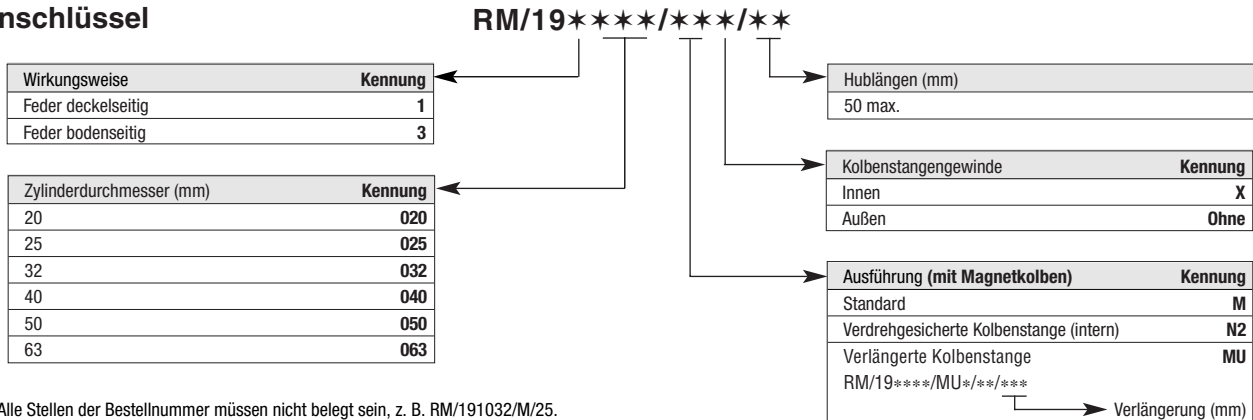 nschlüssel
RM/19✶✶✶✶/✶✶✶/✶✶
Wirkungsweise Kennung
Feder deckelseitig 1
Feder bodenseitig 3
Zylinderdurchmesser (mm) Kennung
20 020
25 025
32 032
40 040
50 050
63 063
Hublängen (mm)
50 max.
Kolbenstangengewinde Kennung
Innen X
Außen Ohne
Ausführung (mit Magnetkolben) Kennung
Standard M
Verdrehgesicherte Kolbenstange (intern) N2
Verlängerte Kolbenstange MU
RM/19∗∗∗∗/MU∗/∗∗/∗∗∗
Verlängerung (mm)
Alle Stellen der Bestellnummer müssen nicht belegt sein, z. B. RM/191032/M/25.